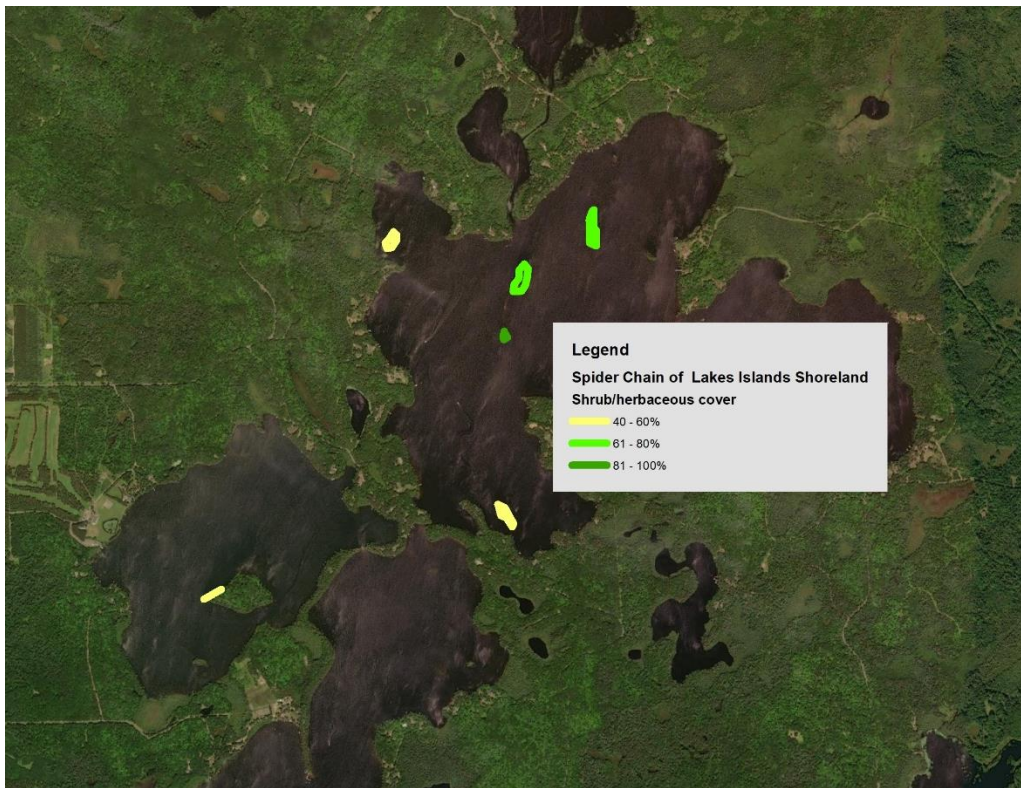 Legend
Spider Chain of Lakes Islands Shoreland
Shrub/herbaceous cover
40 - 60%
61 - 80%
81 - 100%